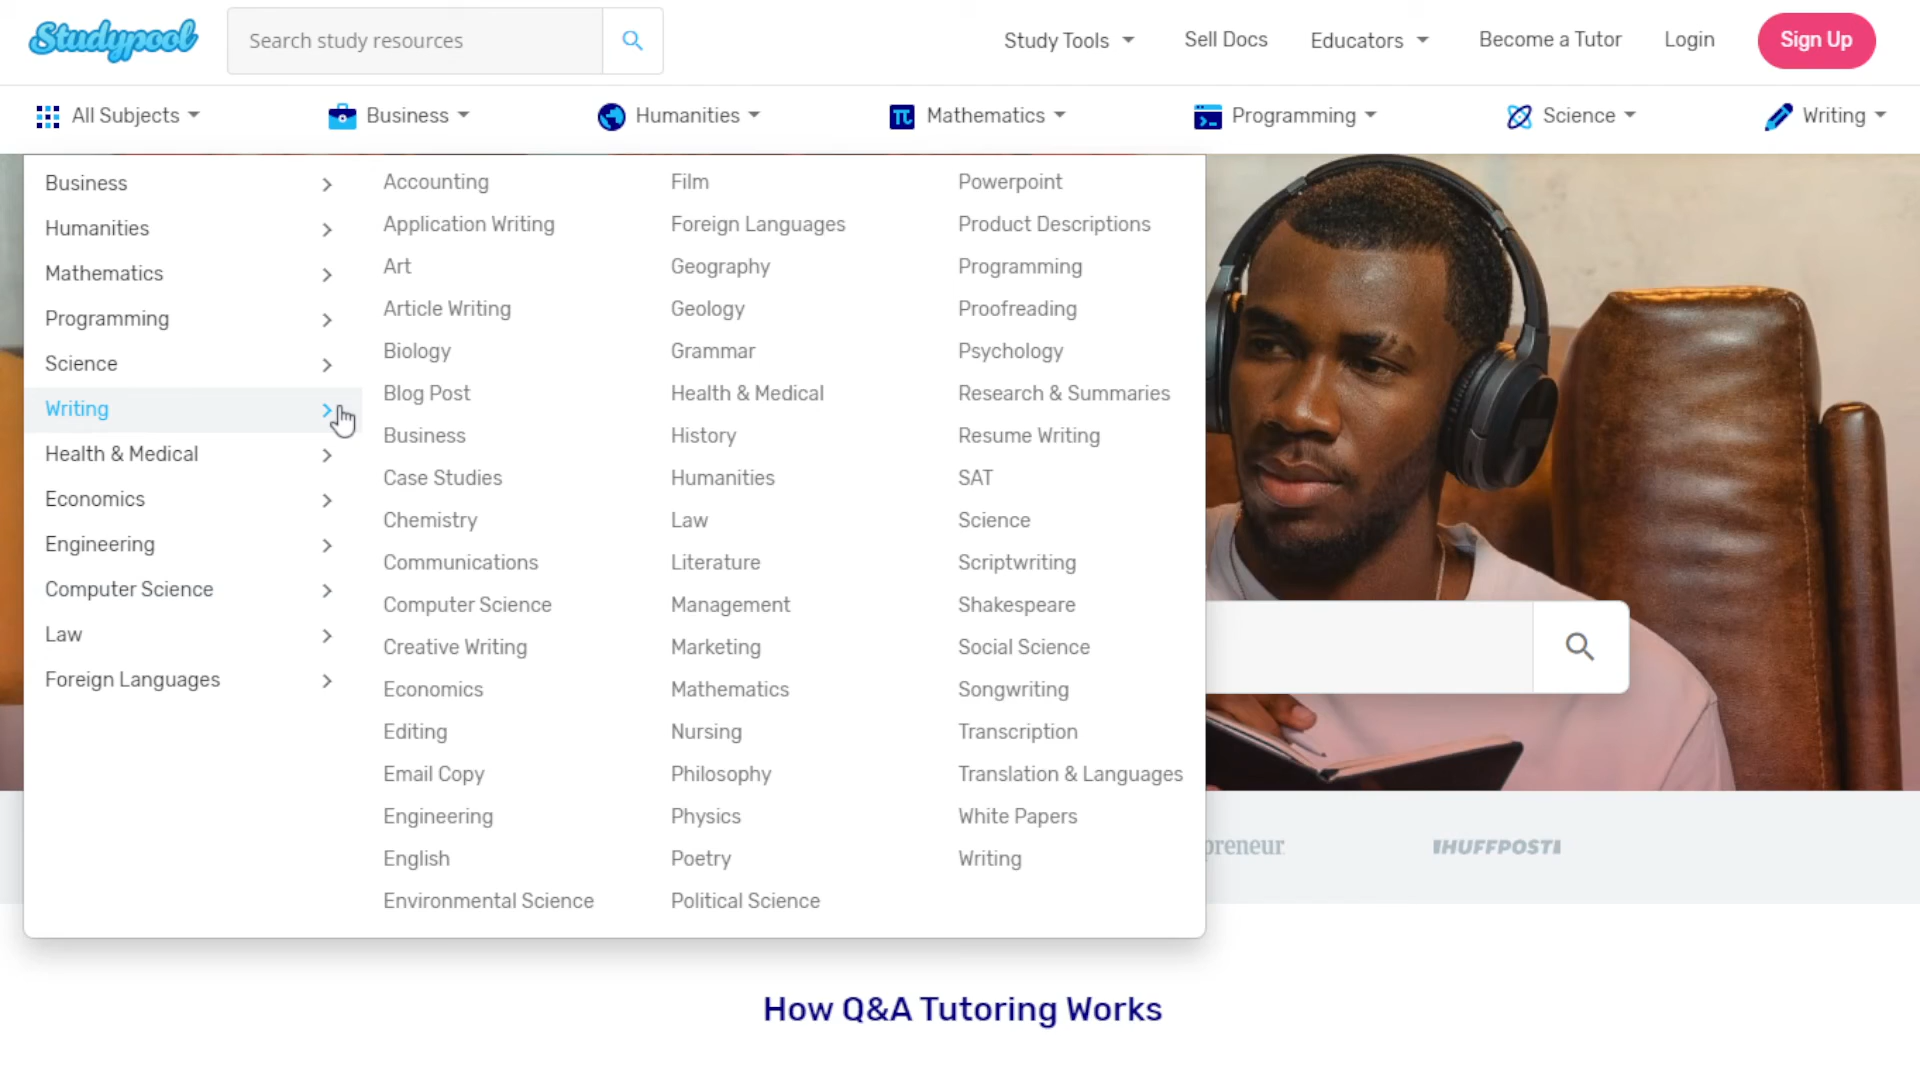 Studypool
Search study resources
Study Tools
Sell Docs
Educators
Become a Tutor
Login
Sign Up
All Subjects
Business
Humanities
Mathematics
Programming
Science
Writing
Business
Humanities
Mathematics
Programming
Science
Writing
Health & Medical
Economics
Engineering
Computer Science
Law
Foreign Languages
Accounting
Application Writing
Art
Article Writing
Biology
Blog Post
Business
Case Studies
Chemistry
Communications
Computer Science
Creative Writing
Economics
Editing
Email Copy
Engineering
English
Environmental Science
Film
Foreign Languages
Geography
Geology
Grammar
Health & Medical
History
Humanities
Law
Literature
Management
Marketing
Mathematics
Nursing
Philosophy
Physics
Poetry
Political Science
Powerpoint
Product Descriptions
Programming
Proofreading
Psychology
Research & Summaries
Resume Writing
SAT
Science
Scriptwriting
Shakespeare
Social Science
Songwriting
Transcription
Translation & Languages
White Papers
Writing
preneur
HUFFPOST
How Q&A Tutoring Works